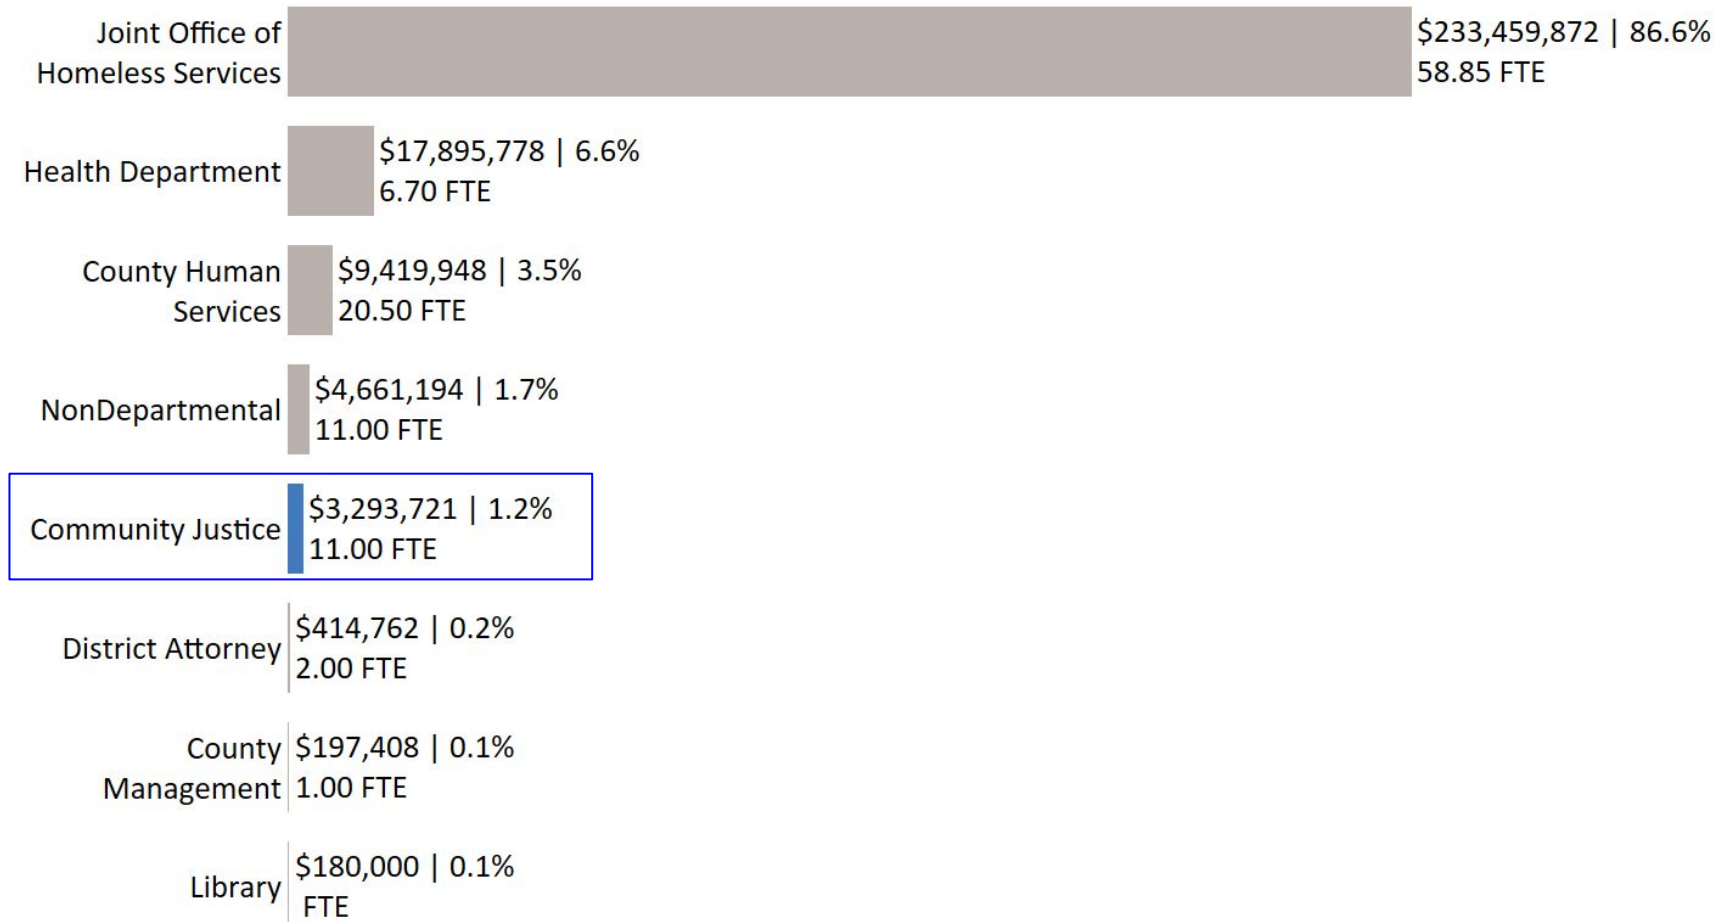 Joint Office of
Homeless Services
$233,459,872 | 86.6%
58.85 FTE
Health Department
$17,895,778 | 6.6%
6.70 FTE
County Human
Services
$9,419,948 | 3.5%
20.50 FTE
NonDepartmental
$4,661,194 | 1.7%
11.00 FTE
Community Justice
$3,293,721 | 1.2%
11.00 FTE
District Attorney
$414,762 | 0.2%
2.00 FTE
County
Management
$197,408 | 0.1%
1.00 FTE
Library
$180,000 | 0.1%
FTE